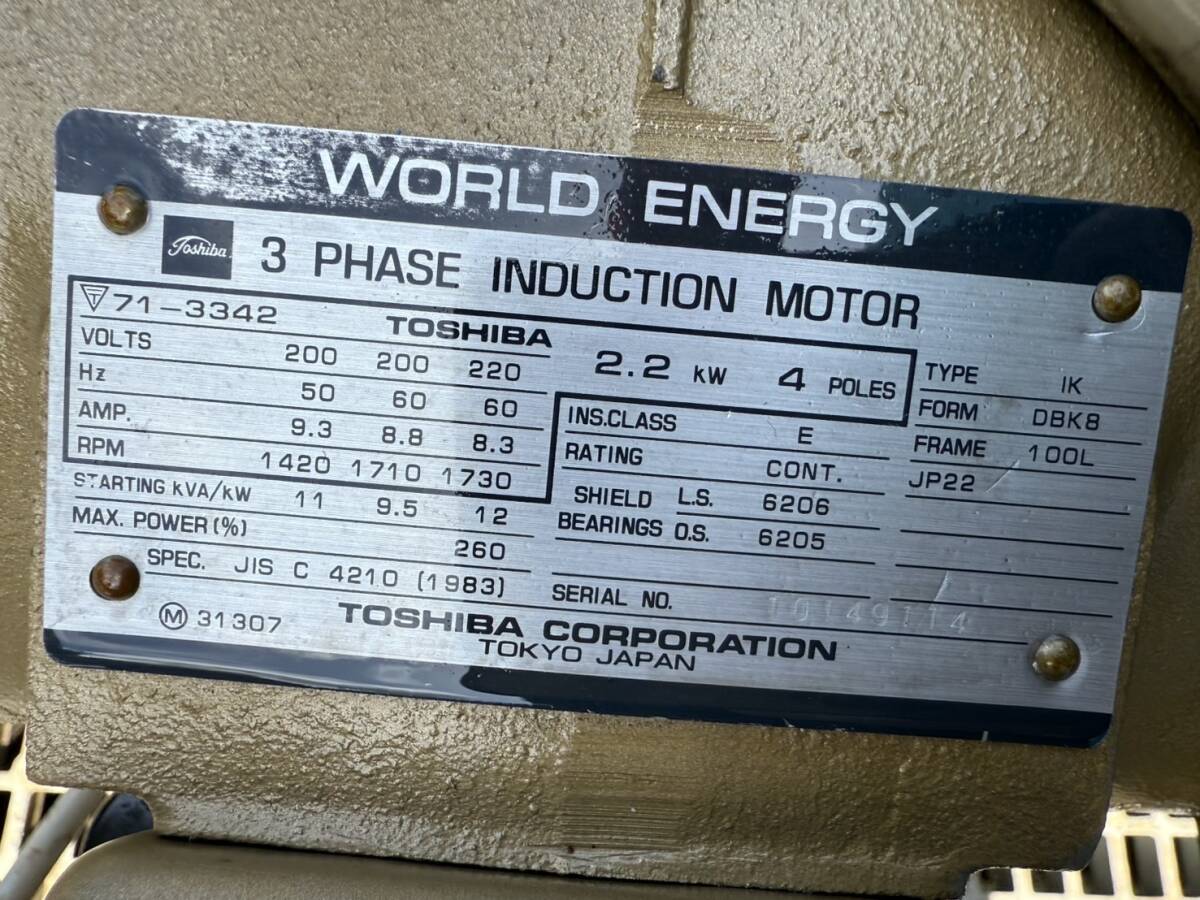 WORLD ENERGY
Toshiba 3 PHASE INDUCTION MOTOR
71-3342 TOSHIBA 2.2 kW 4 POLES
VOLTS 200 200 220
Hz 50 60 60
AMP. 9.3 8.8 8.3
RPM 1420 1710 1730
STARTING kVA/kW 11 9.5 12
MAX. POWER (%) 260
SPEC. JIS C 4210 (1983)
INS.CLASS E
RATING CONT.
SHIELD L.S. 6206
BEARINGS O.S. 6205
SERIAL NO.
TYPE IK
FORM DBK8
FRAME 100L
JP22
M 31307
TOSHIBA CORPORATION
TOKYO JAPAN